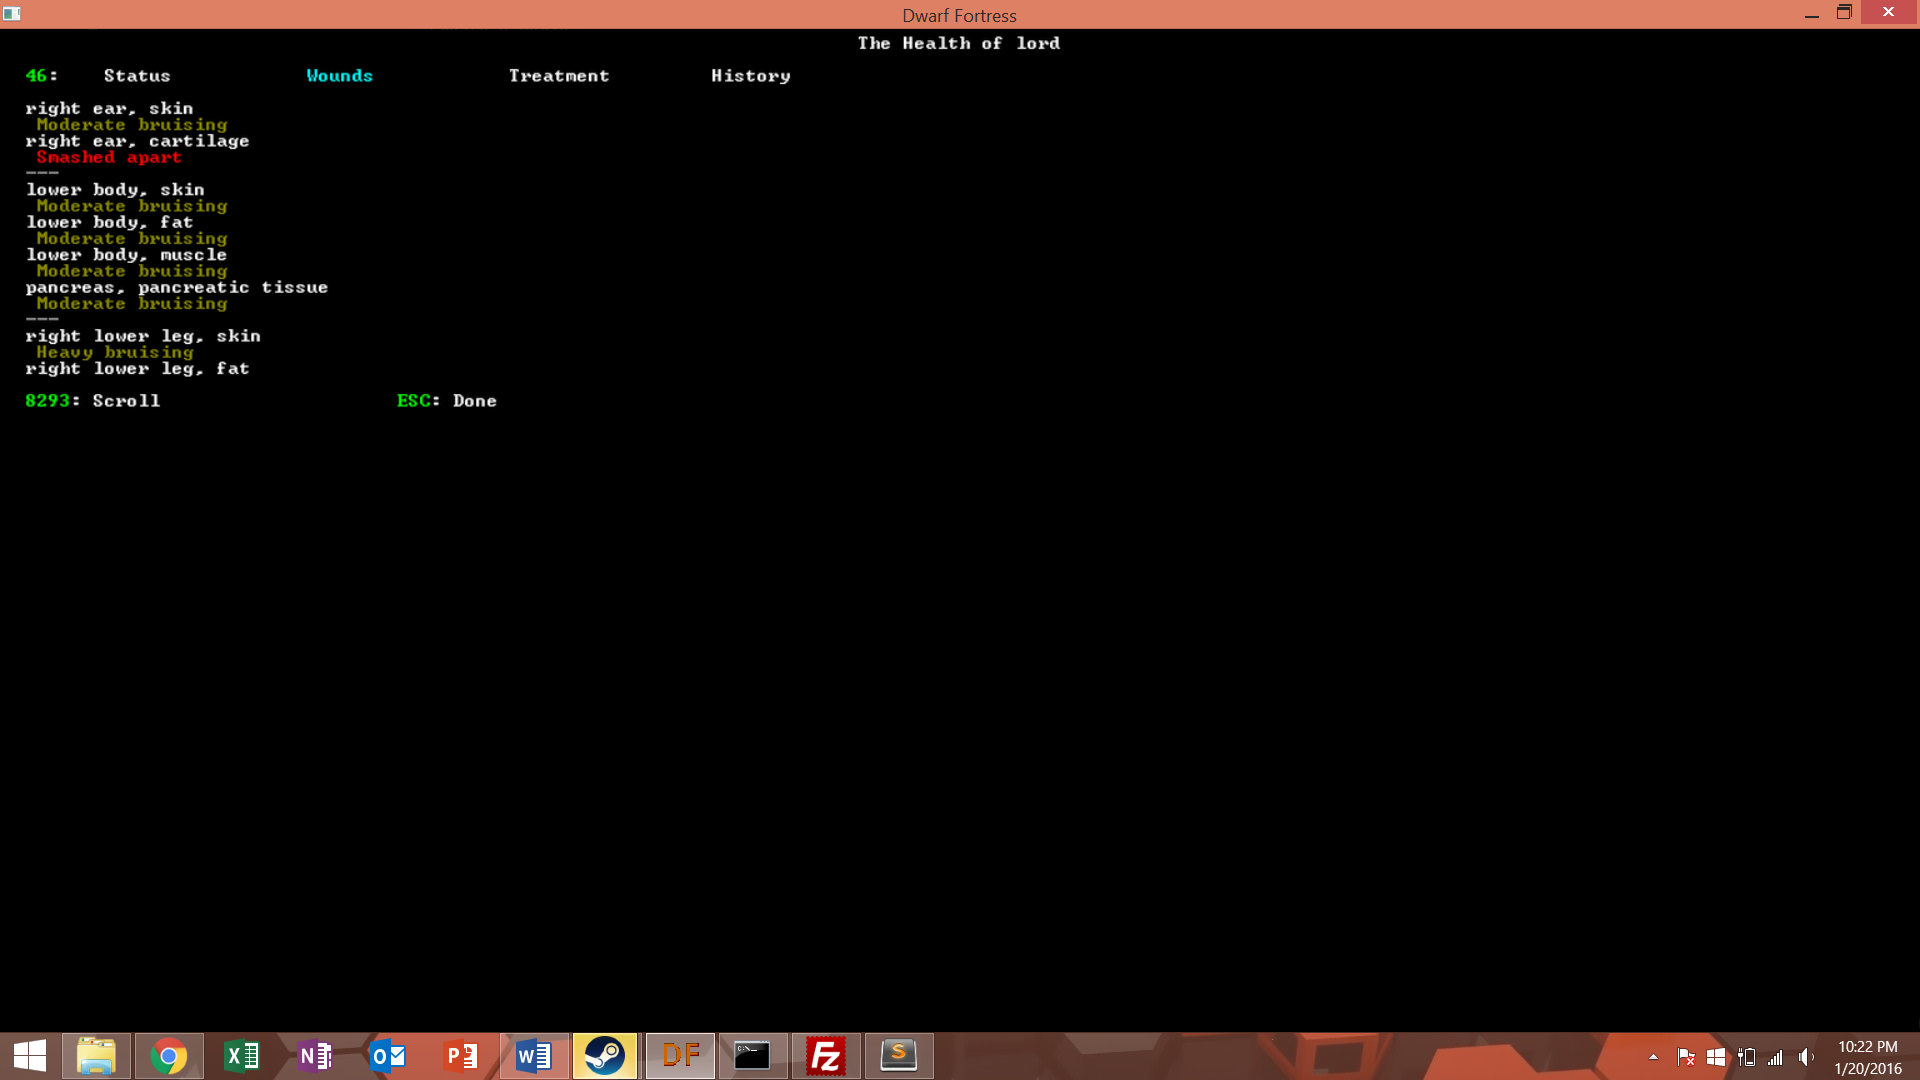 Dwarf Fortress
The Health of lord
46: Status Wounds Treatment History
right ear, skin
Moderate bruising
right ear, cartilage
Smashed apart
---
lower body, skin
Moderate bruising
lower body, fat
Moderate bruising
lower body, muscle
Moderate bruising
pancreas, pancreatic tissue
Moderate bruising
---
right lower leg, skin
Heavy bruising
right lower leg, fat
8293: Scroll ESC: Done
DF
10:22 PM
1/20/2016